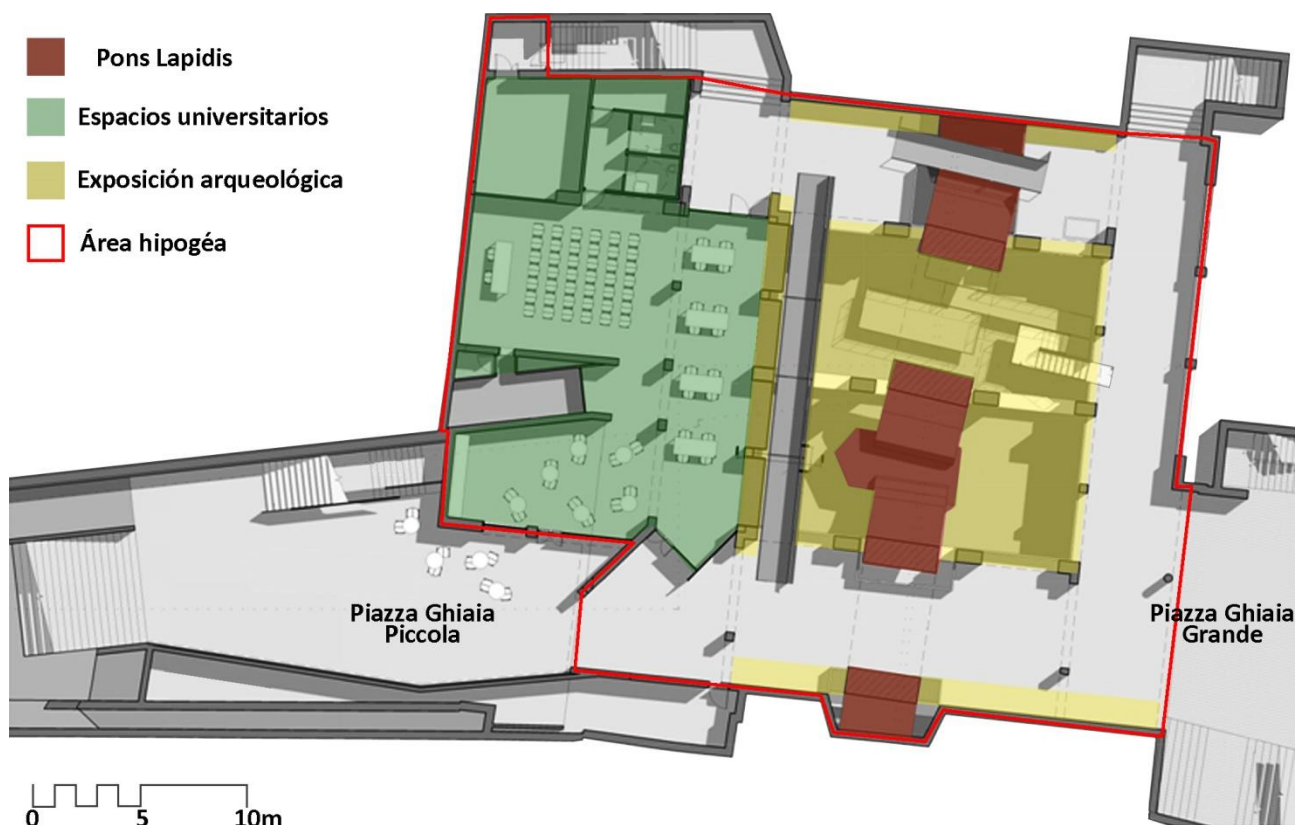 Pons Lapidis
Espacios universitarios
Exposición arqueológica
Área hipogéa
Piazza Ghiaia
Piccola
Piazza Ghiaia
Grande
0
5
10m